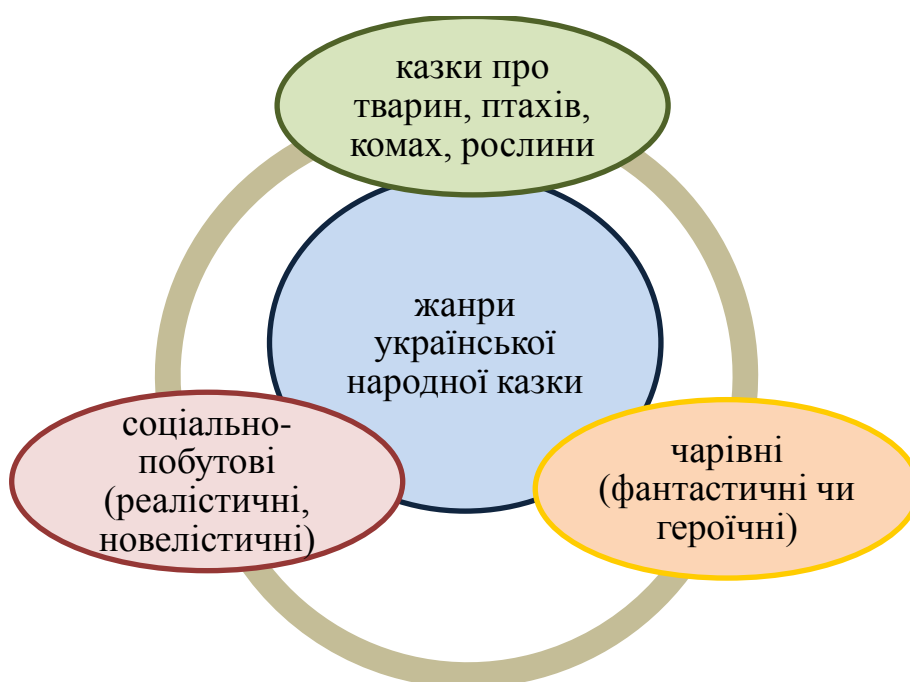 казки про
тварин, птахів,
комах, рослини
жанри
української
народної казки
соціально-
побутові
(реалістичні,
новелістичні)
чарівні
(фантастичні чи
героїчні)